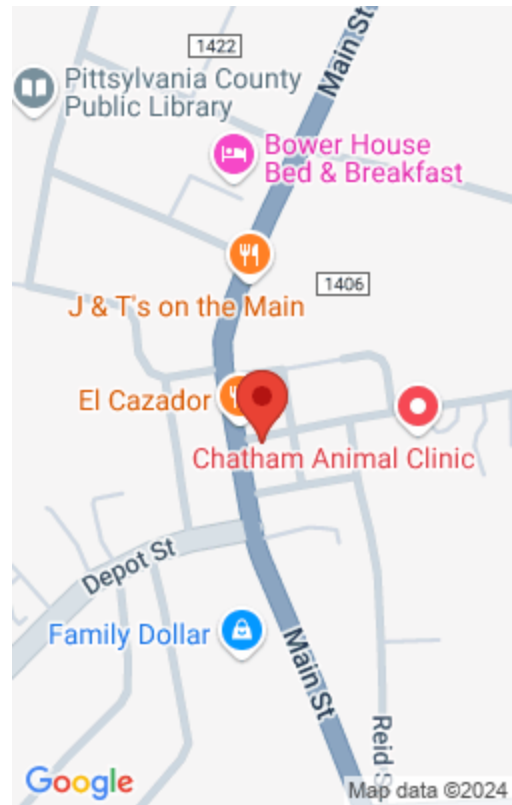 1422
Main St
Pittsylvania County
Public Library
Bower House
Bed & Breakfast
1406
J & T's on the Main
El Cazador
Chatham Animal Clinic
Depot St
Family Dollar
Main St
Reid S
Google
Map data ©2024